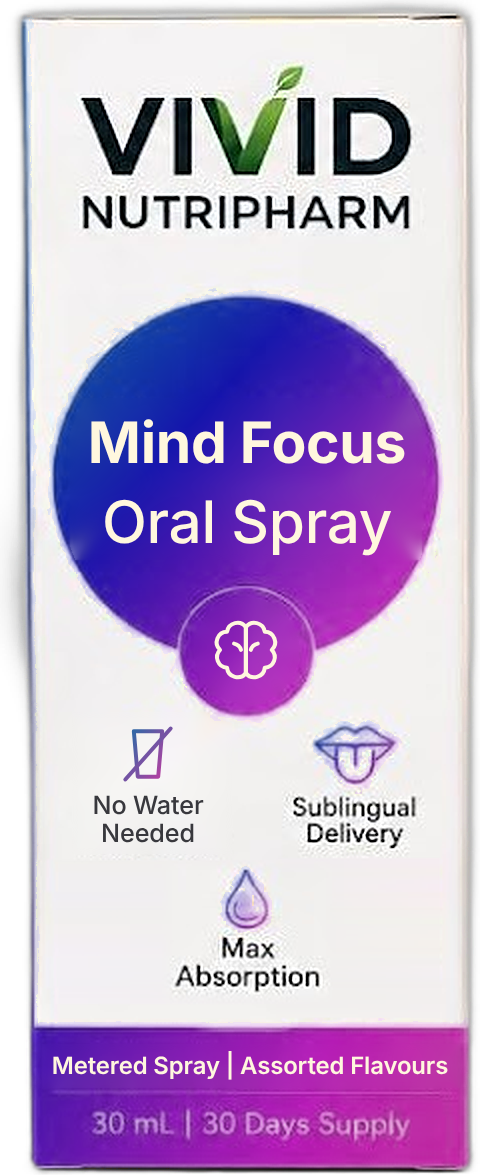 VIVID
NUTRIPHARM
Mind Focus
Oral Spray
No Water
Needed
Sublingual
Delivery
Max
Absorption
Metered Spray | Assorted Flavours
30 mL | 30 Days Supply